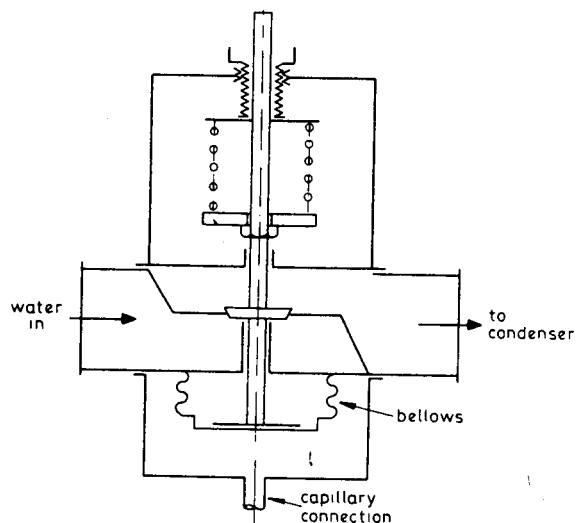 water
in
to
condenser
bellows
capillary
connection